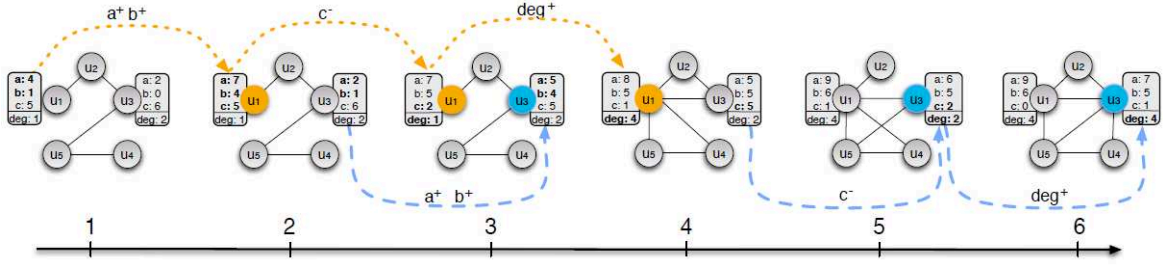 a+ b+
c-
deg+
a: 4
b: 1
c: 5
deg: 1
u1
u2
u3
u5
u4
a: 2
b: 0
c: 6
deg: 2
a: 7
b: 4
c: 5
deg: 1
u1
u2
u3
u5
u4
a: 2
b: 1
c: 6
deg: 2
a: 7
b: 5
c: 2
deg: 1
u1
u2
u3
u5
u4
a: 5
b: 4
c: 5
deg: 2
a: 8
b: 5
c: 1
deg: 4
u1
u2
u3
u5
u4
a: 5
b: 5
c: 5
deg: 2
a: 9
b: 6
c: 1
deg: 4
u1
u2
u3
u5
u4
a: 6
b: 5
c: 2
deg: 2
a: 9
b: 6
c: 0
deg: 4
u1
u2
u3
u5
u4
a: 7
b: 5
c: 1
deg: 4
a+ b+
c-
deg+
1 2 3 4 5 6